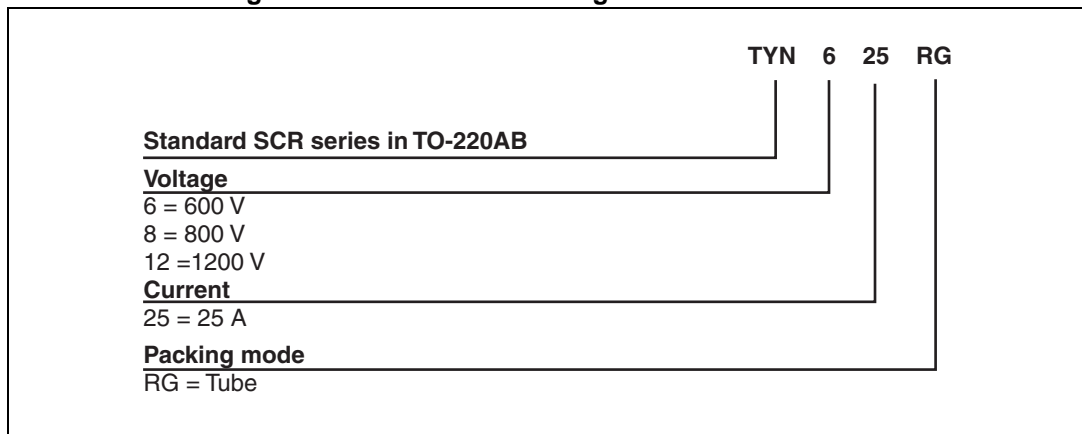 TYN 6 25 RG
Standard SCR series in TO-220AB
Voltage
6 = 600 V
8 = 800 V
12 =1200 V
Current
25 = 25 A
Packing mode
RG = Tube